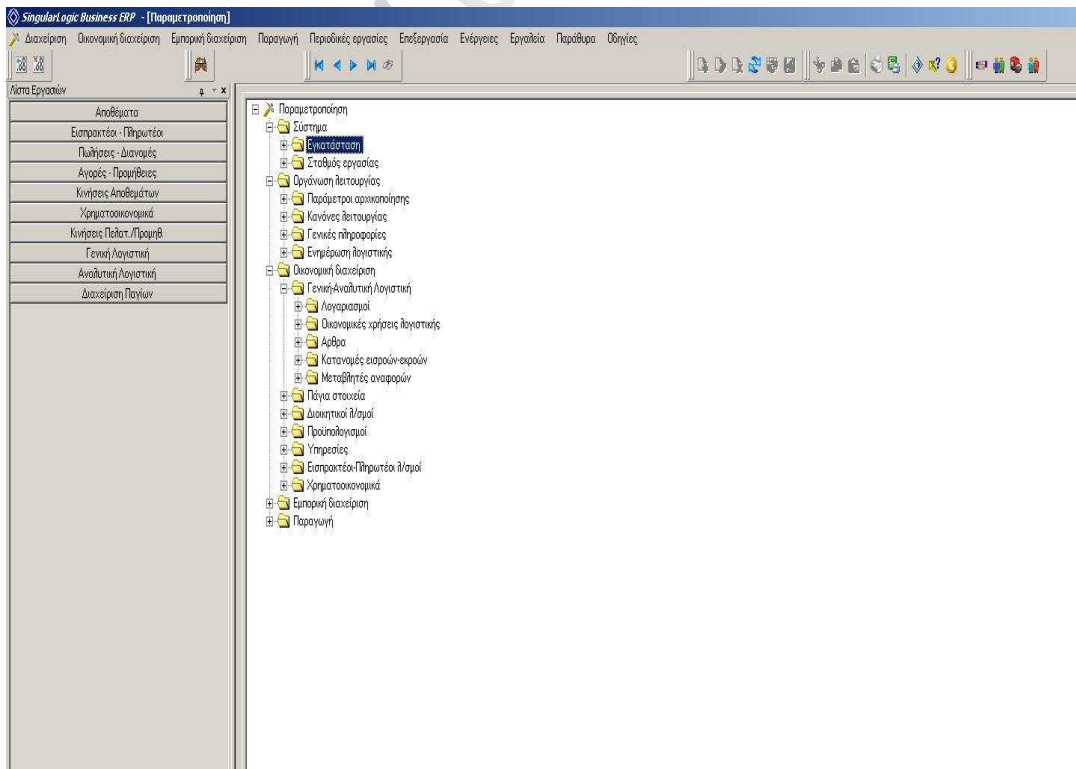 SingularLogic Business ERP - [Παραμετροποίηση]
Διαχείριση Οικονομική διαχείριση Εμπορική διαχείριση Παραγωγή Περιοδικές εργασίες Επεξεργασία Ενέργειες Εργαλεία Παράθυρα Οδηγίες
Λίστα Εργασιών
Αποθέματα
Εισπρακτέοι - Πληρωτέοι
Πωλήσεις - Διανομές
Αγορές - Προμήθειες
Κινήσεις Αποθεμάτων
Χρηματοοικονομικά
Κινήσεις Πελατ./Προμηθ.
Γενική Λογιστική
Αναλυτική Λογιστική
Διαχείριση Παγίων
Παραμετροποίηση
Σύστημα
Εγκατάσταση
Σταθμός εργασίας
Οργάνωση λειτουργίας
Παράμετροι αρχικοποίησης
Κανόνες λειτουργίας
Γενικές πληροφορίες
Ενημέρωση λογιστικής
Οικονομική διαχείριση
Γενική-Αναλυτική Λογιστική
Λογαριασμοί
Οικονομικές χρήσεις λογιστικής
Αρθρα
Κατανομές εισροών-εκροών
Μεταβλητές αναφορών
Πάγια στοιχεία
Διοικητικοί λ/σμοί
Προϋπολογισμοί
Υπηρεσίες
Εισπρακτέοι-Πληρωτέοι λ/σμοί
Χρηματοοικονομικά
Εμπορική διαχείριση
Παραγωγή